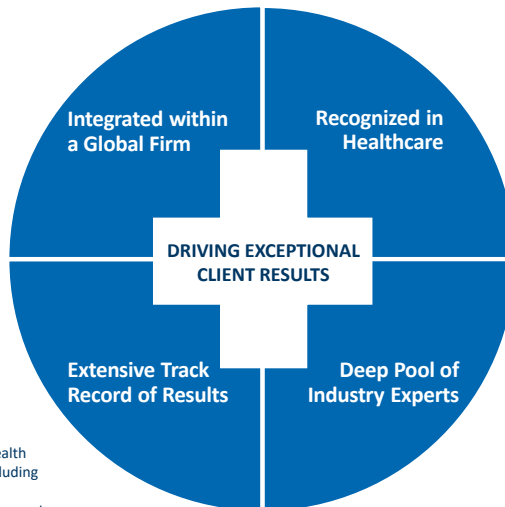 Integrated within
a Global Firm
Recognized in
Healthcare
DRIVING EXCEPTIONAL
CLIENT RESULTS
Extensive Track
Record of Results
Deep Pool of
Industry Experts